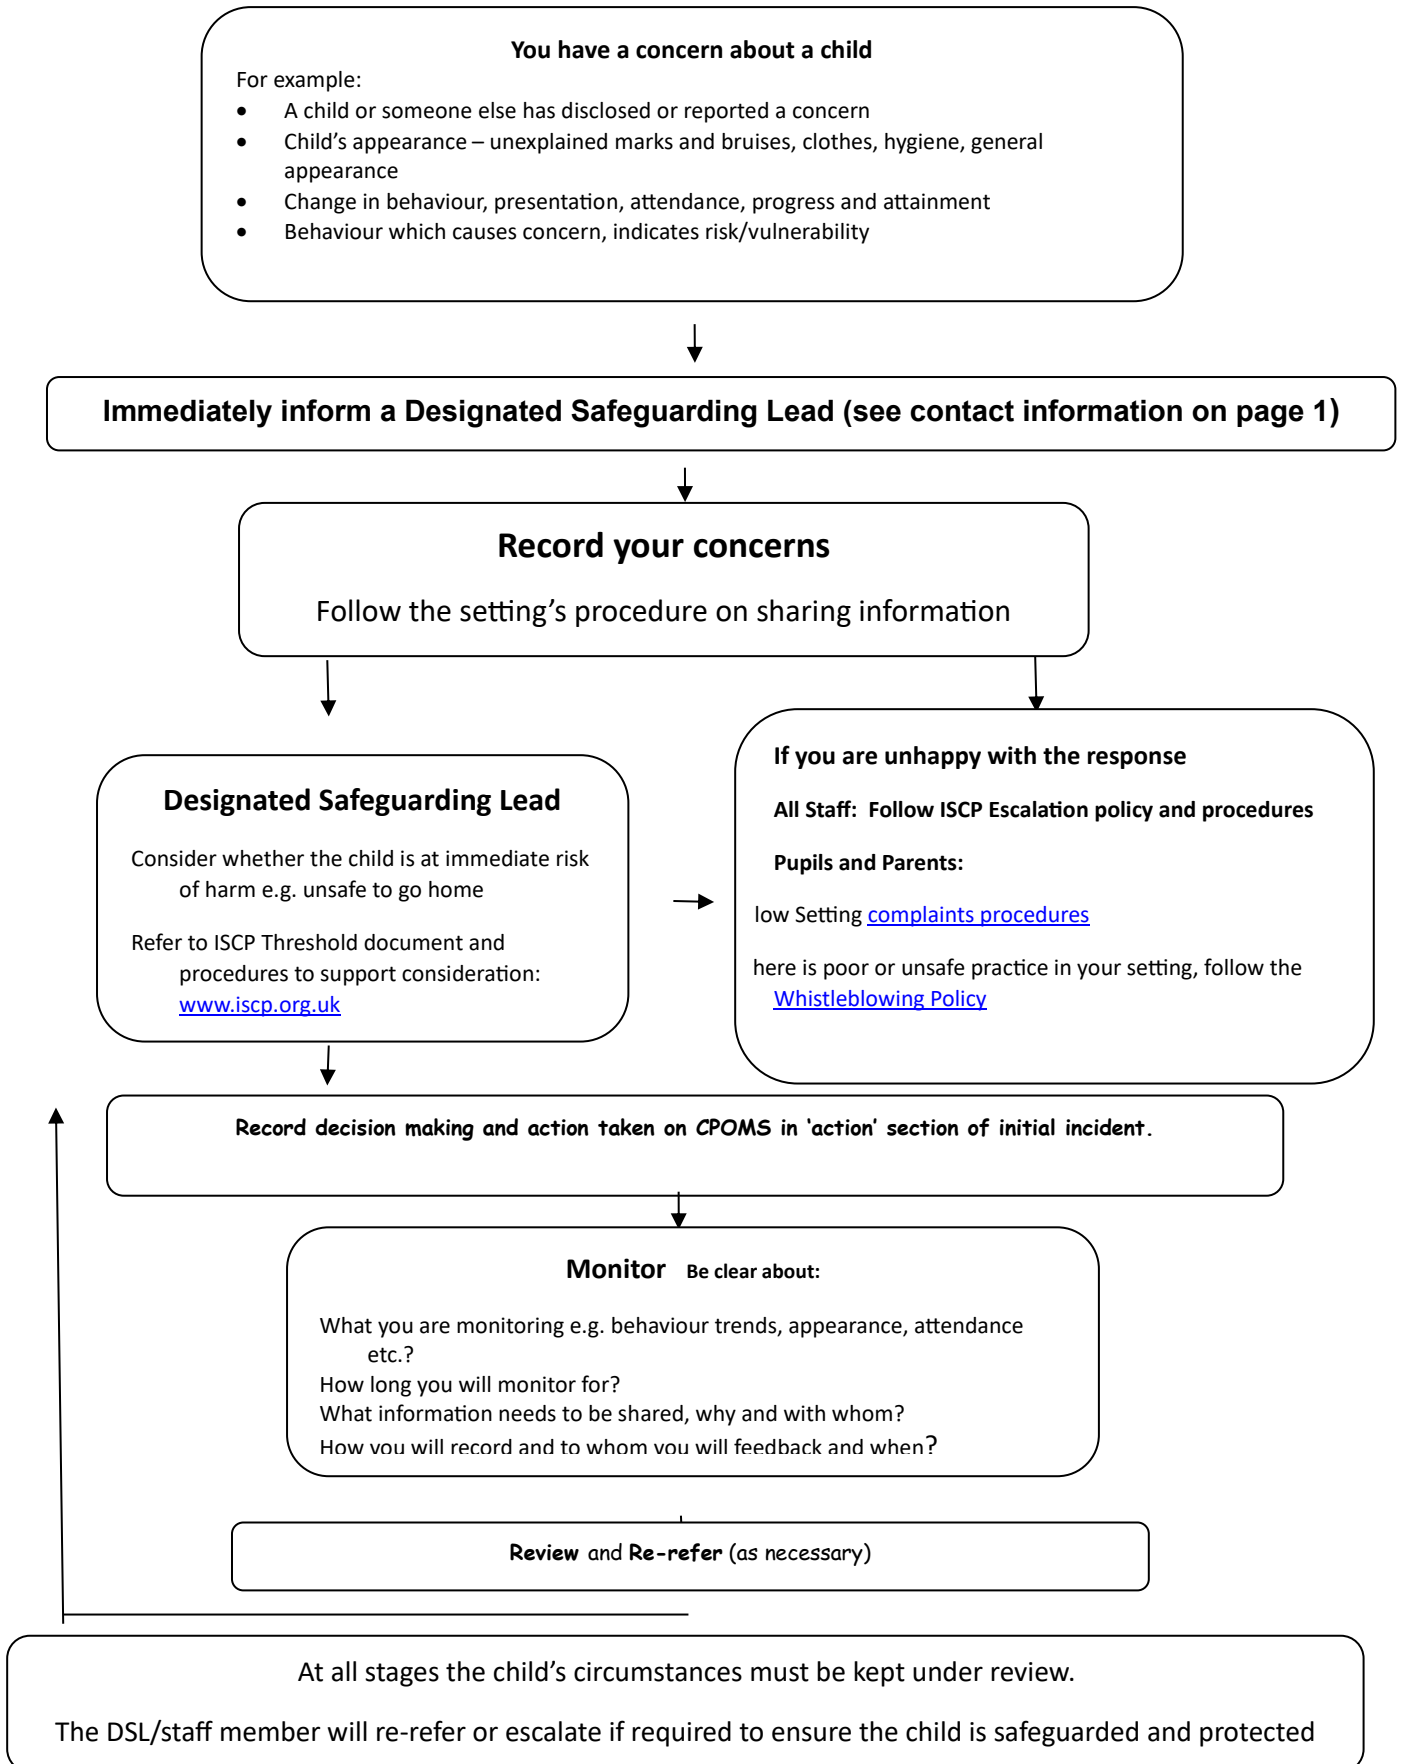 You have a concern about a child
For example:
• A child or someone else has disclosed or reported a concern
• Child’s appearance – unexplained marks and bruises, clothes, hygiene, general
appearance
• Change in behaviour, presentation, attendance, progress and attainment
• Behaviour which causes concern, indicates risk/vulnerability
Immediately inform a Designated Safeguarding Lead (see contact information on page 1)
Record your concerns
Follow the setting’s procedure on sharing information
Designated Safeguarding Lead
Consider whether the child is at immediate risk
of harm e.g. unsafe to go home
Refer to ISCP Threshold document and
procedures to support consideration:
www.iscp.org.uk
If you are unhappy with the response
All Staff: Follow ISCP Escalation policy and procedures
Pupils and Parents:
low Setting complaints procedures
here is poor or unsafe practice in your setting, follow the
Whistleblowing Policy
Record decision making and action taken on CPOMS in ‘action’ section of initial incident.
Monitor Be clear about:
What you are monitoring e.g. behaviour trends, appearance, attendance
etc.?
How long you will monitor for?
What information needs to be shared, why and with whom?
How you will record and to whom you will feedback and when?
Review and Re-refer (as necessary)
At all stages the child’s circumstances must be kept under review.
The DSL/staff member will re-refer or escalate if required to ensure the child is safeguarded and protected